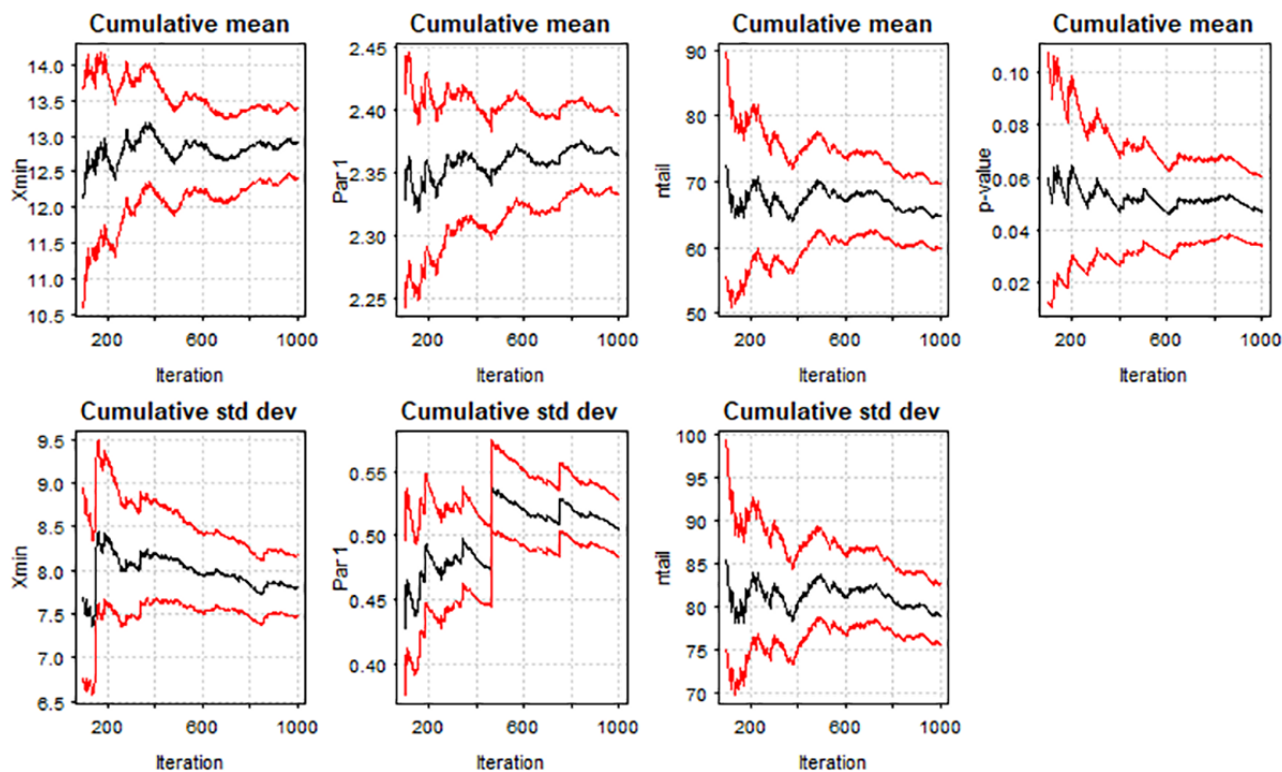 Cumulative mean
Xmin
14.0
13.5
13.0
12.5
12.0
11.5
11.0
10.5
200 600 1000
Iteration
Cumulative mean
Par 1
2.45
2.40
2.35
2.30
2.25
200 600 1000
Iteration
Cumulative mean
ntail
90
80
70
60
50
200 600 1000
Iteration
Cumulative mean
p-value
0.10
0.08
0.06
0.04
0.02
200 600 1000
Iteration
Cumulative std dev
Xmin
9.5
9.0
8.5
8.0
7.5
7.0
6.5
200 600 1000
Iteration
Cumulative std dev
Par 1
0.55
0.50
0.45
0.40
200 600 1000
Iteration
Cumulative std dev
ntail
100
95
90
85
80
75
70
200 600 1000
Iteration